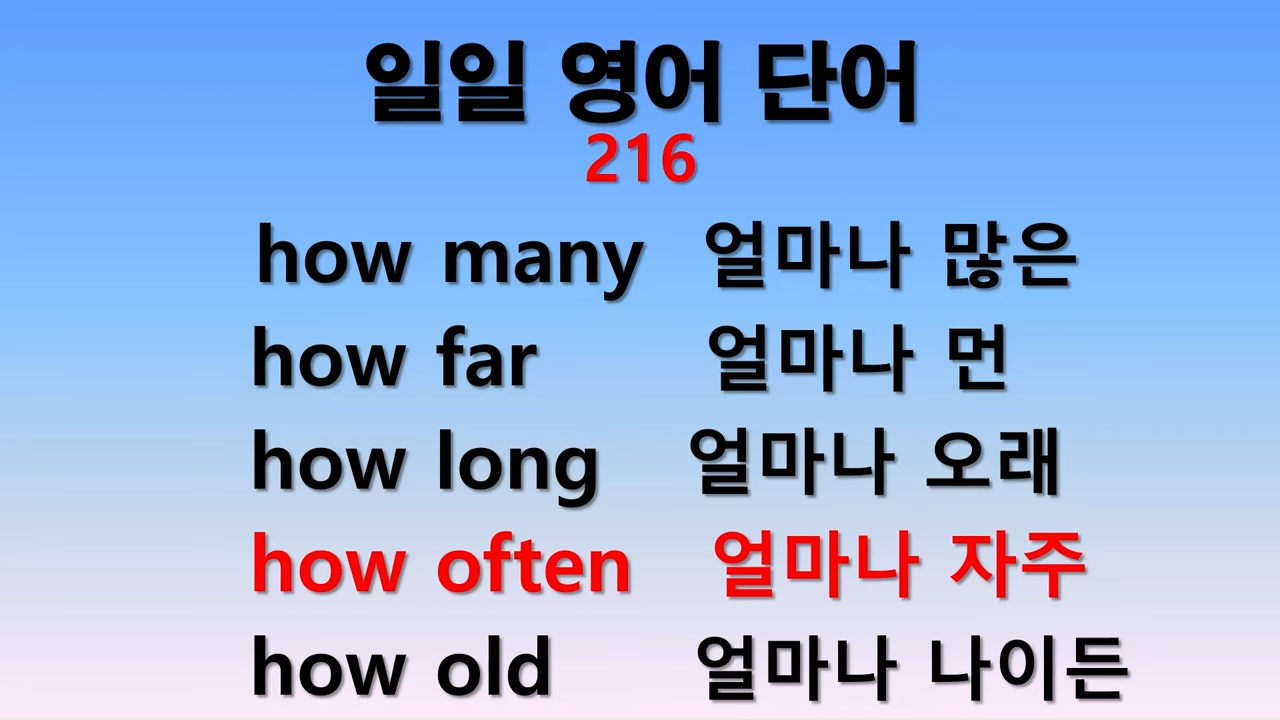 일일 영어 단어
216
how many 얼마나 많은
how far 얼마나 먼
how long 얼마나 오래
how often 얼마나 자주
how old 얼마나 나이든